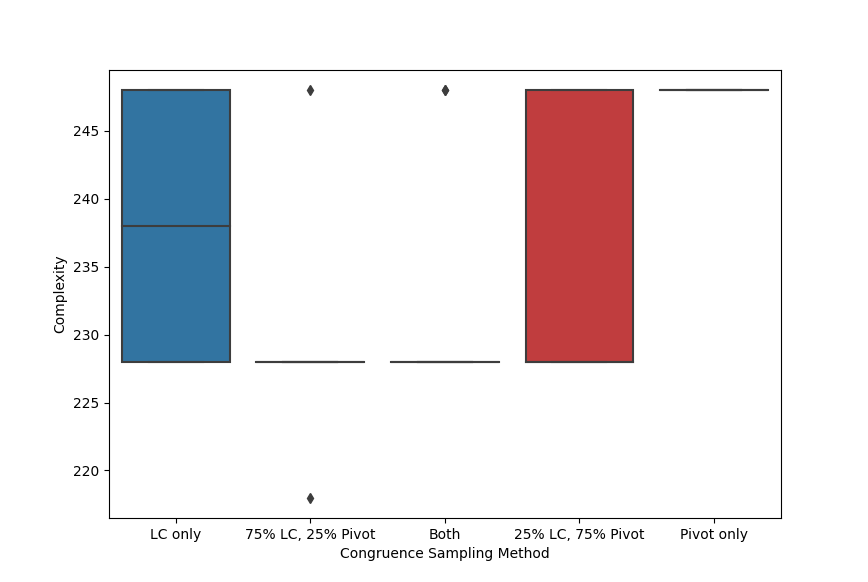 245
240
235
230
225
220
Complexity
LC only
75% LC, 25% Pivot
Both
25% LC, 75% Pivot
Pivot only
Congruence Sampling Method